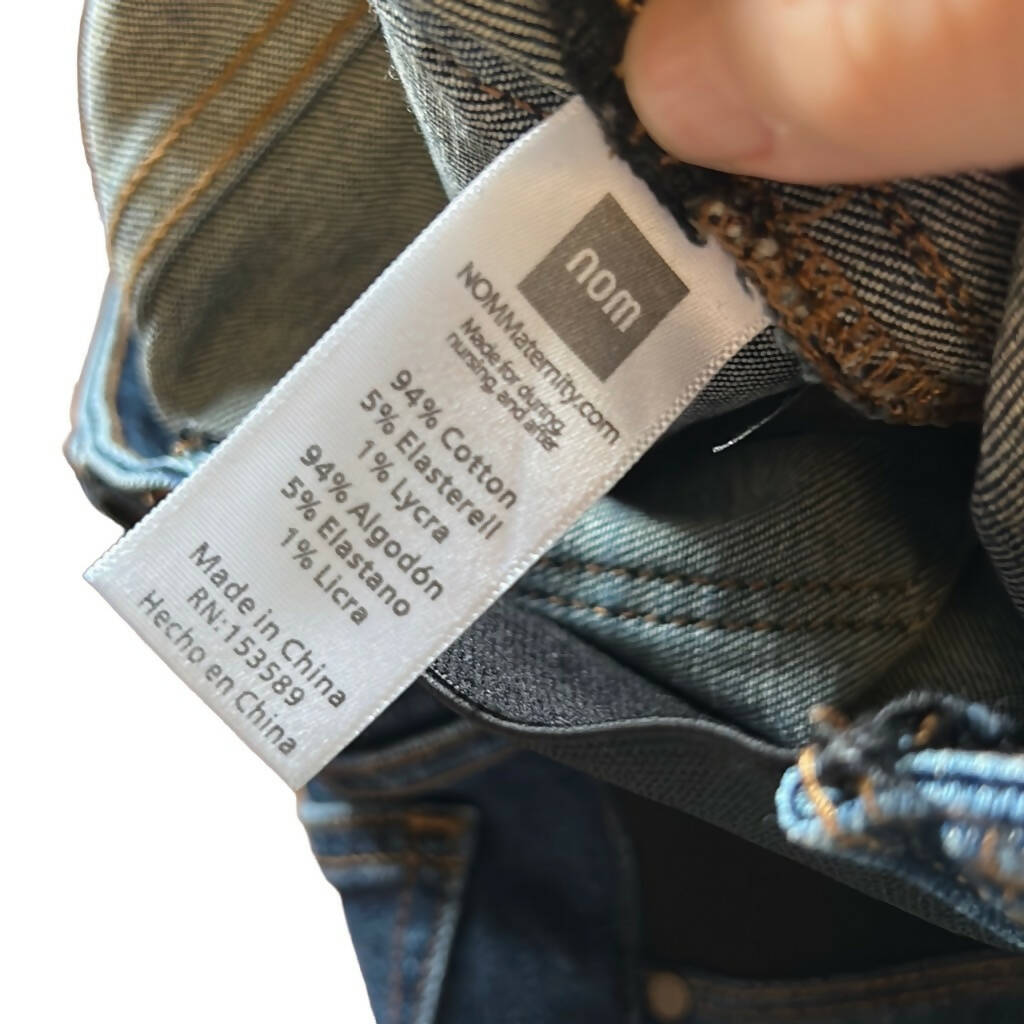 nom
NOMMaternity.com
Made for during,
nursing, and after
94% Cotton
5% Elasterell
1% Lycra
94% Algodón
5% Elastano
1% Licra
Made in China
RN:153589
Hecho en China